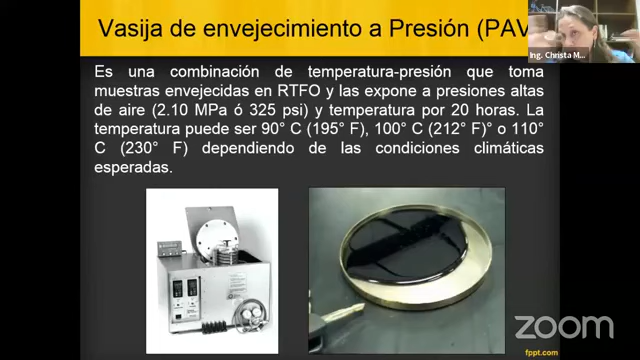 Vasija de envejecimiento a Presión (PAV
Ing. Christa M...
Es una combinación de temperatura-presión que toma
muestras envejecidas en RTFO y las expone a presiones altas
de aire (2.10 MPa ó 325 psi) y temperatura por 20 horas. La
temperatura puede ser 90° C (195° F), 100° C (212° F)° o 110°
C (230° F) dependiendo de las condiciones climáticas
esperadas.
zoom
fppt.com